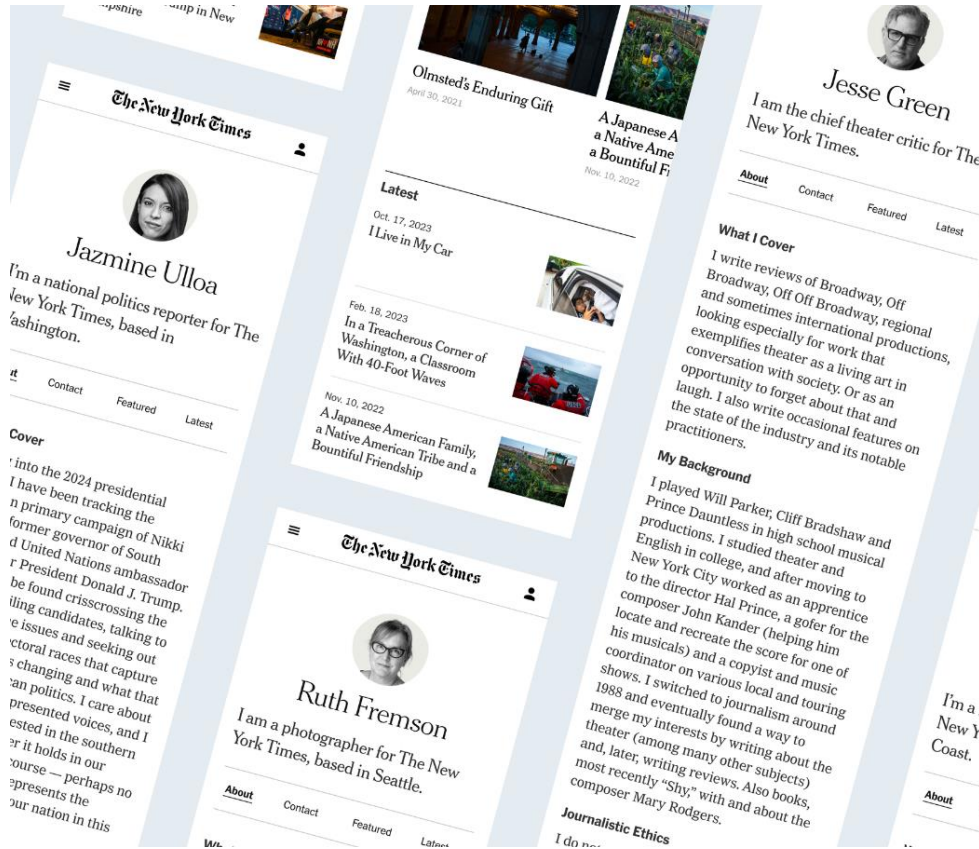 ump in New
pshire
The New York Times
Jazmine Ulloa
I'm a national politics reporter for The
New York Times, based in
Washington.
Contact
Featured
Latest
Cover
into the 2024 presidential
I have been tracking the
n primary campaign of Nikki
former governor of South
d United Nations ambassador
r President Donald J. Trump.
be found crisscrossing the
ling candidates, talking to
e issues and seeking out
ectoral races that capture
s changing and what that
can politics. I care about
presented voices, and I
ested in the southern
er it holds in our
course — perhaps no
epresents the
our nation in this
Olmsted's Enduring Gift
April 30, 2021
A Japanese A
a Native Ame
a Bountiful Fr
Nov. 10, 2022
Latest
Oct. 17, 2023
I Live in My Car
Feb. 18, 2023
In a Treacherous Corner of
Washington, a Classroom
With 40-Foot Waves
Nov. 10, 2022
A Japanese American Family,
a Native American Tribe and a
Bountiful Friendship
The New York Times
Ruth Fremson
I am a photographer for The New
York Times, based in Seattle.
About
Contact
Featured
Latest
Jesse Green
I am the chief theater critic for The
New York Times.
About
Contact
Featured
Latest
What I Cover
I write reviews of Broadway, Off
Broadway, Off Off Broadway, regional
and sometimes international productions,
looking especially for work that
exemplifies theater as a living art in
conversation with society. Or as an
opportunity to forget about that and
laugh. I also write occasional features on
the state of the industry and its notable
practitioners.
My Background
I played Will Parker, Cliff Bradshaw and
Prince Dauntless in high school musical
productions. I studied theater and
English in college, and after moving to
New York City worked as an apprentice
to the director Hal Prince, a gofer for the
composer John Kander (helping him
locate and recreate the score for one of
his musicals) and a copyist and music
coordinator on various local and touring
shows. I switched to journalism around
1988 and eventually found a way to
merge my interests by writing about the
theater (among many other subjects)
and, later, writing reviews. Also books,
most recently “Shy,” with and about the
composer Mary Rodgers.
Journalistic Ethics
I do no
I'm a
New Y
Coast.
About